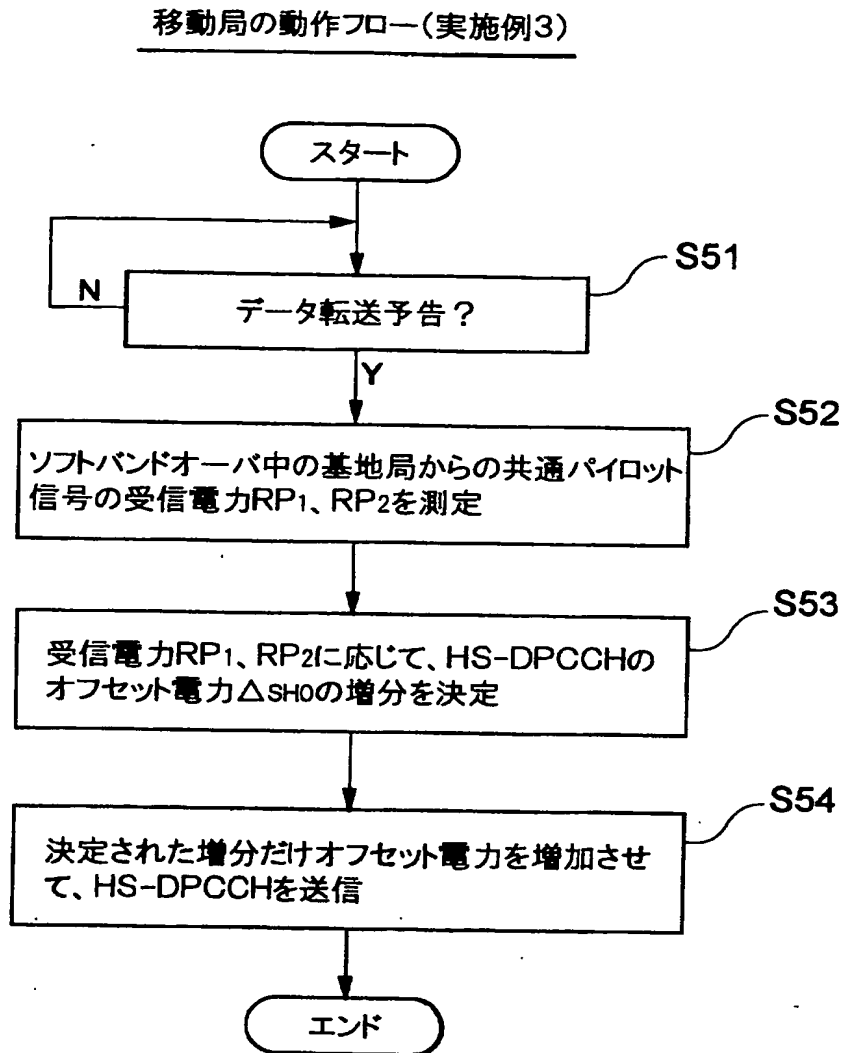 移動局の動作フロー(実施例3)
スタート
S51
N
データ転送予告?
Y
S52
ソフトバンドオーバ中の基地局からの共通パイロット
信号の受信電力RP1、RP2を測定
S53
受信電力RP1、RP2に応じて、HS-DPCCHの
オフセット電力△SHOの増分を決定
S54
決定された増分だけオフセット電力を増加させ
て、HS-DPCCHを送信
エンド